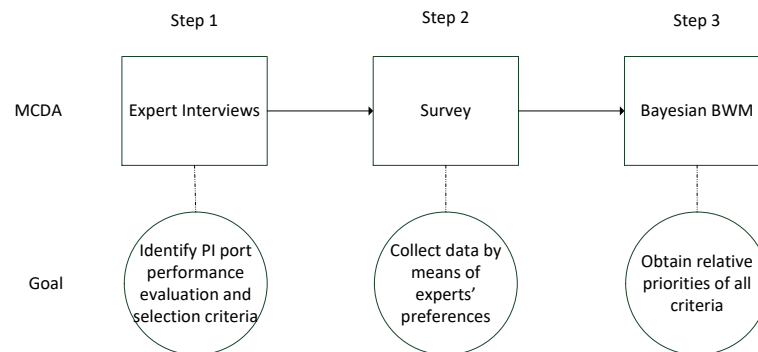 Step 1
Step 2
Step 3
MCDA
Expert Interviews
Survey
Bayesian BWM
Goal
Identify PI port
performance
evaluation and
selection criteria
Collect data by
means of
experts’
preferences
Obtain relative
priorities of all
criteria